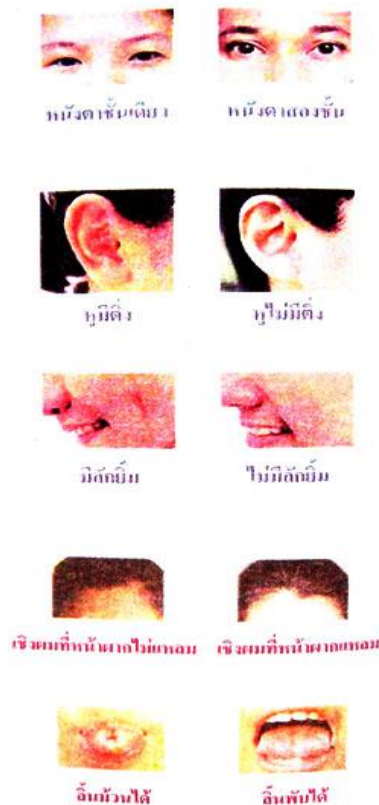 หนังตาชั้นเดียว หนังตาสองชั้น
หูมีติ่ง หูไม่มีติ่ง
มีลักยิ้ม ไม่มีลักยิ้ม
เชิงผมที่หน้าผากไม่แหลม เชิงผมที่หน้าผากแหลม
ลิ้นม้วนได้ ลิ้นพับได้